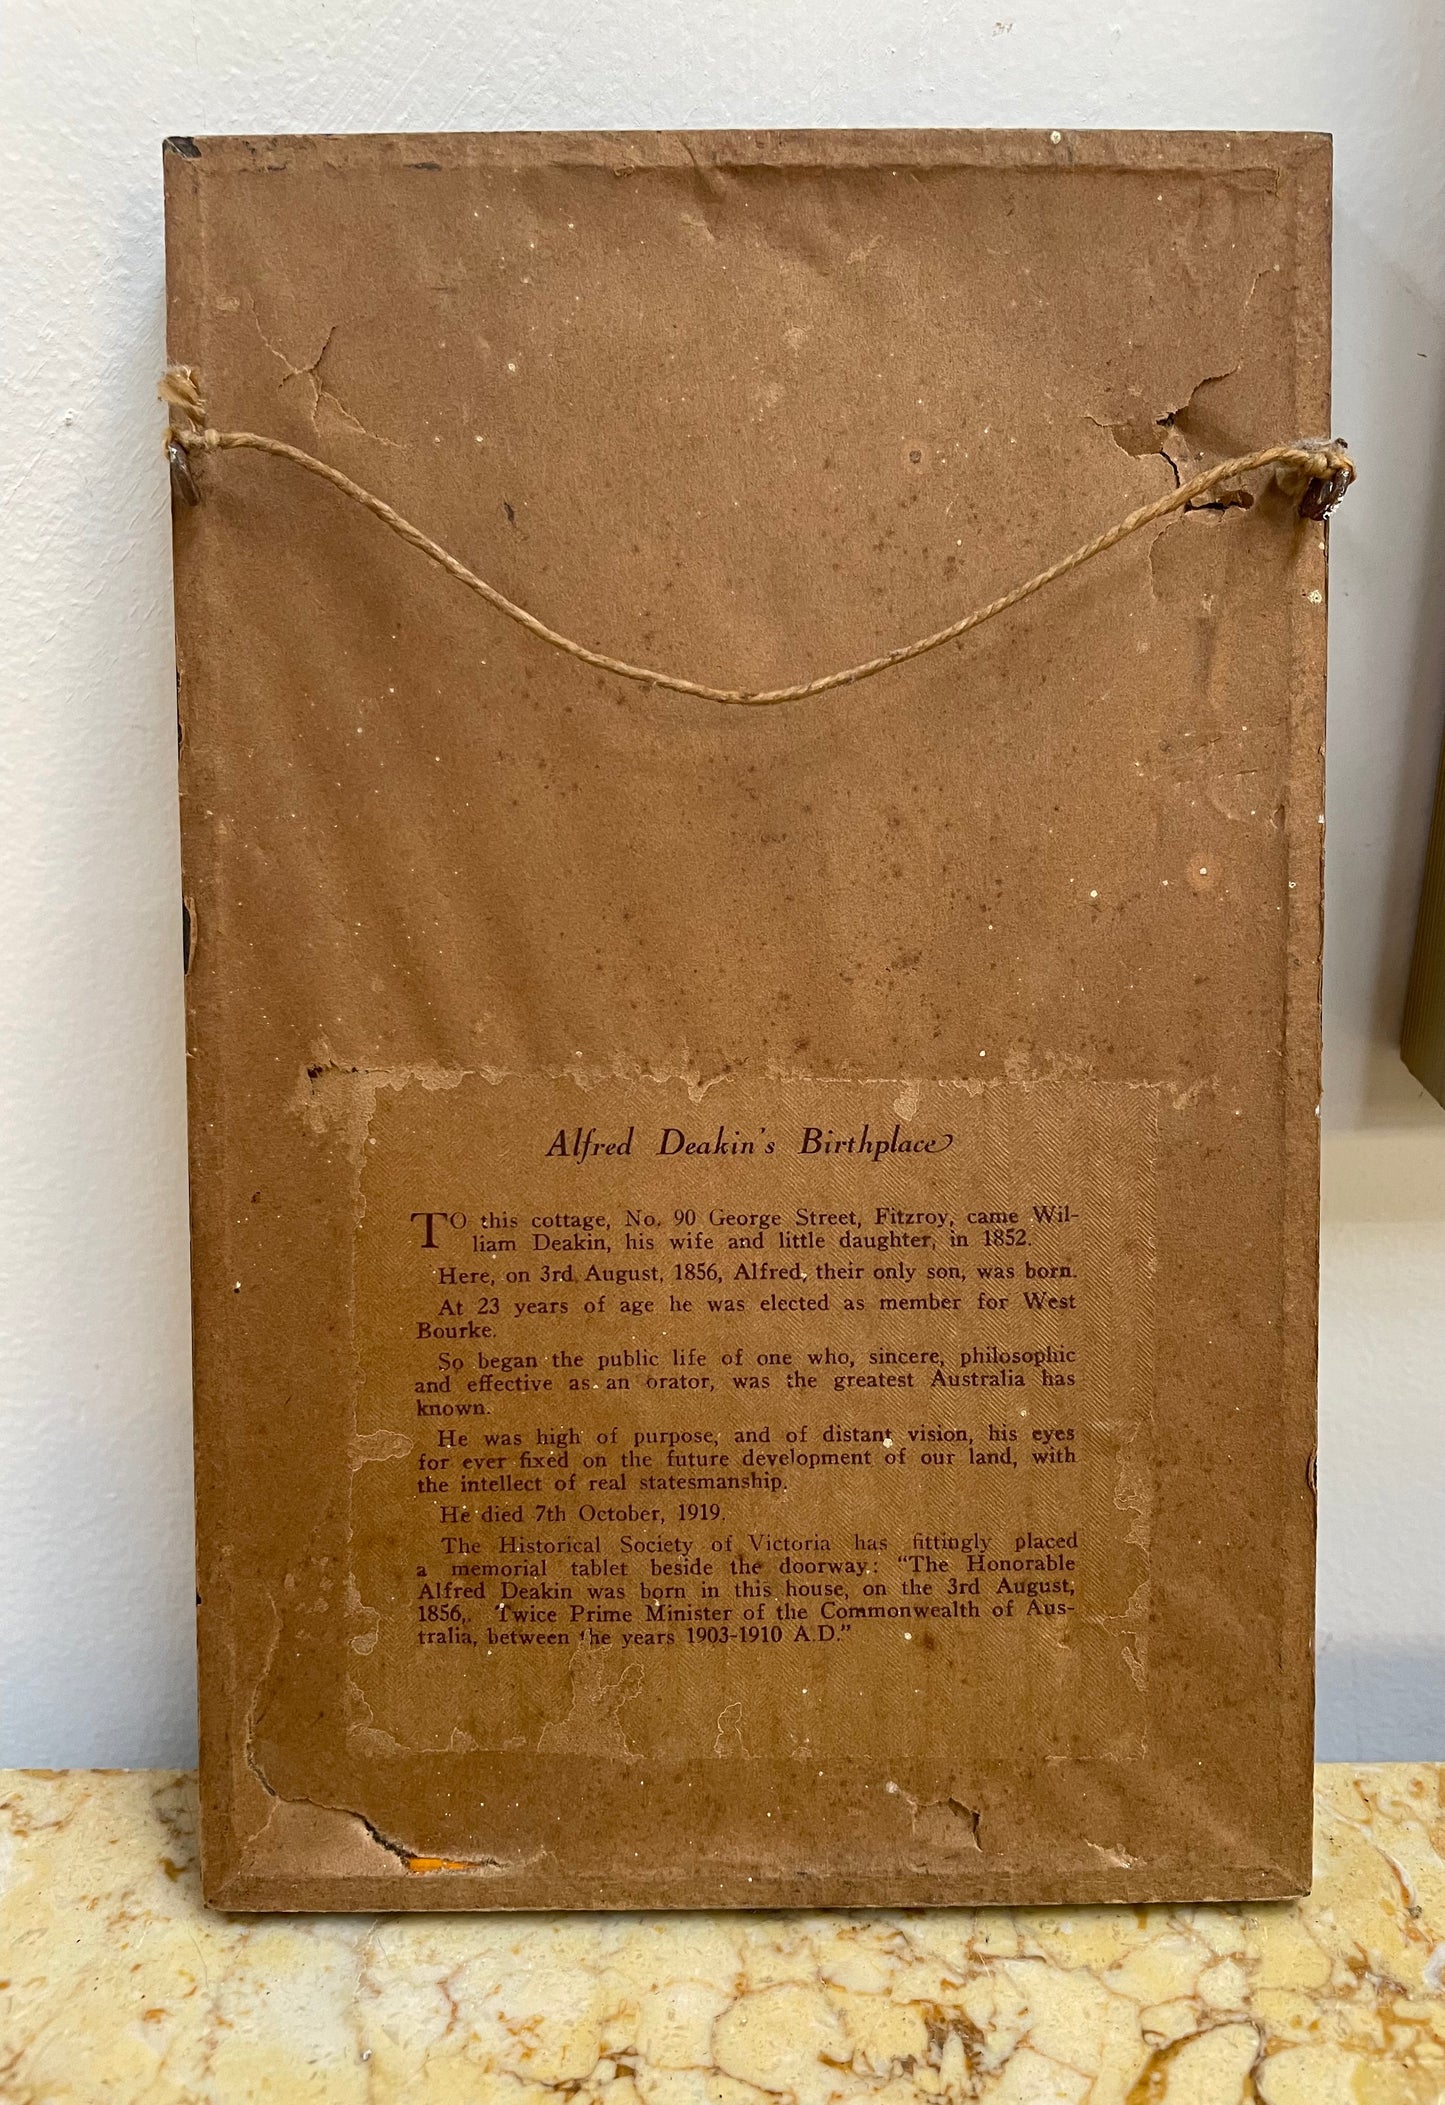 Alfred Deakin's Birthplace
TO this cottage, No. 90 George Street, Fitzroy, came Wil-
liam Deakin, his wife and little daughter, in 1852.
Here, on 3rd August, 1856, Alfred, their only son, was born.
At 23 years of age he was elected as member for West
Bourke.
So began the public life of one who, sincere, philosophic
and effective as an orator, was the greatest Australia has
known.
He was high of purpose, and of distant vision, his eyes
for ever fixed on the future development of our land, with
the intellect of real statesmanship.
He died 7th October, 1919.
The Historical Society of Victoria has fittingly placed
a memorial tablet beside the doorway: "The Honorable
Alfred Deakin was born in this house, on the 3rd August,
1856,. Twice Prime Minister of the Commonwealth of Aus-
tralia, between the years 1903-1910 A.D."